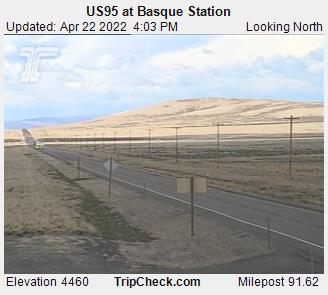 US95 at Basque Station
Updated: Apr 22 2022 4:03 PM Looking North
Elevation 4460 TripCheck.com Milepost 91.62